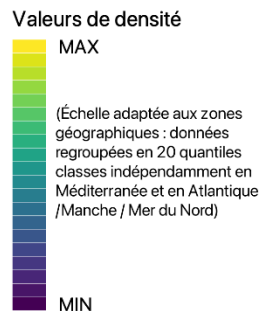 Valeurs de densité
MAX
(Échelle adaptée aux zones
géographiques : données
regroupées en 20 quantiles
classes indépendamment en
Méditerranée et en Atlantique
/Manche / Mer du Nord)
MIN